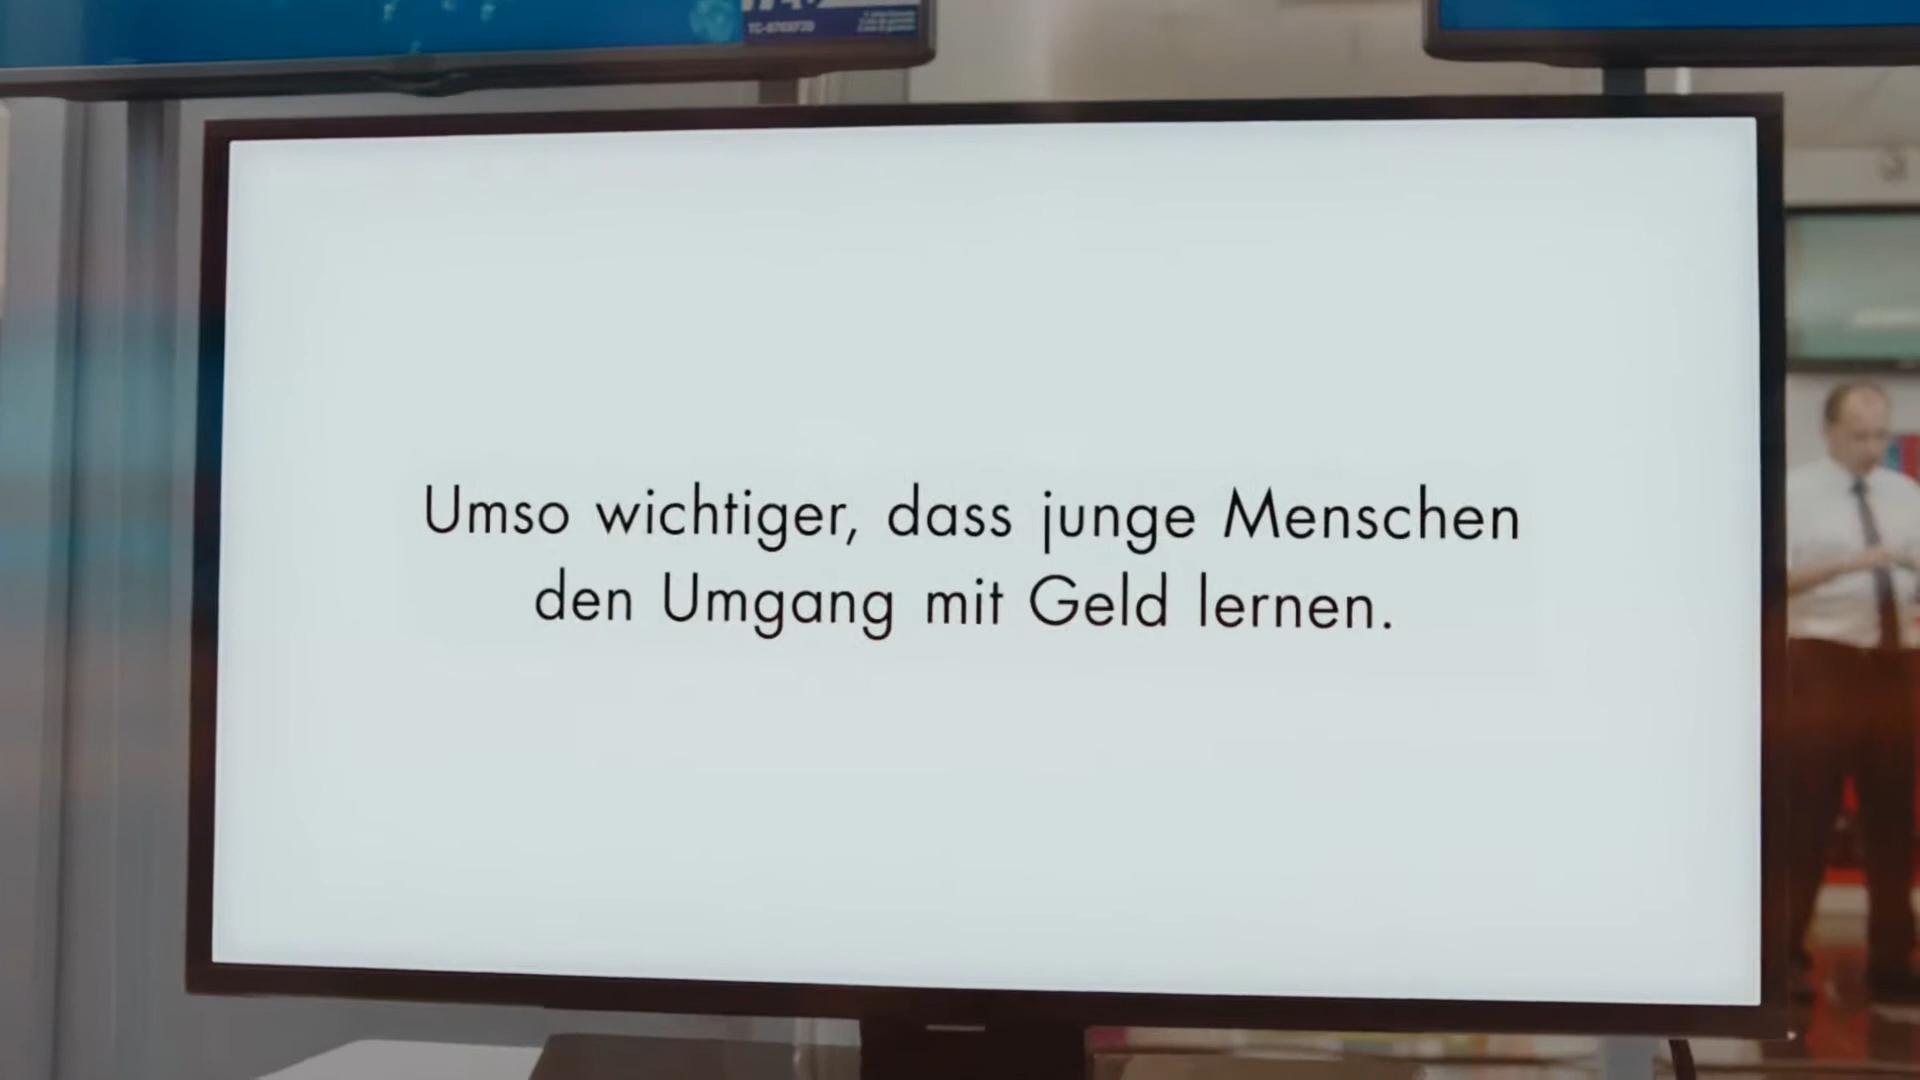 Umso wichtiger, dass junge Menschen
den Umgang mit Geld lernen.